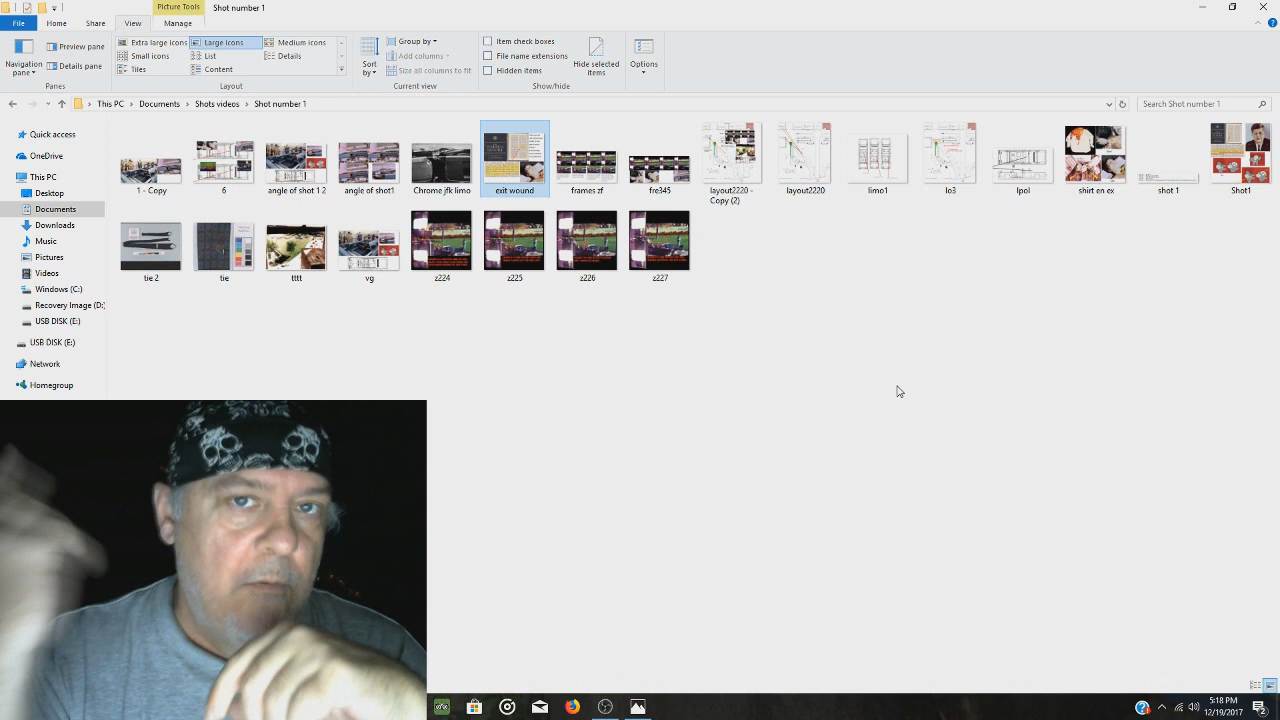 Picture Tools
Shot number 1
File
Home
Share
View
Manage
Navigation pane
Preview pane
Details pane
Panes
Extra large icons
Large icons
Medium icons
Small icons
List
Details
Tiles
Content
Layout
Sort by
Group by
Add columns
Size all columns to fit
Current view
Item check boxes
File name extensions
Hidden items
Hide selected items
Show/hide
Options
This PC
Documents
Shots videos
Shot number 1
Search Shot number 1
Quick access
OneDrive
This PC
Desktop
Documents
Downloads
Music
Pictures
Videos
Windows (C:)
Recovery Image (D:)
USB DISK (E:)
USB DISK (E:)
Network
Homegroup
1 - Copy
6
angle of shot 1 2
angle of shot1
Chrome jfk limo
exit wound
frames zf
fre345
layout2220 - Copy (2)
layout2220
limo1
lo3
lpol
shirt en ex
shot 1
Shot1
tie 2
tie
tttt
vg
z224
z225
z226
z227
5:18 PM
12/19/2017
2